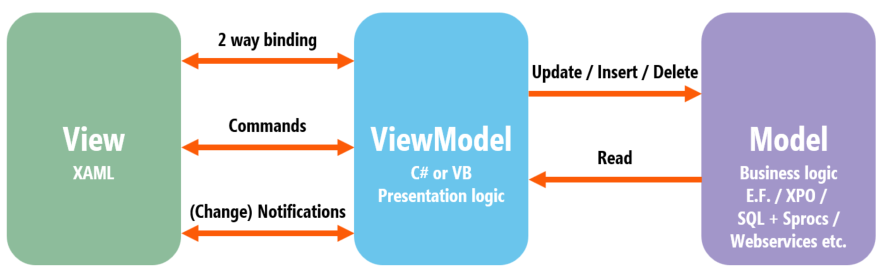 View
XAML
2 way binding
Commands
(Change) Notifications
ViewModel
C# or VB
Presentation logic
Update / Insert / Delete
Read
Model
Business logic
E.F. / XPO /
SQL + Sprocs /
Webservices etc.